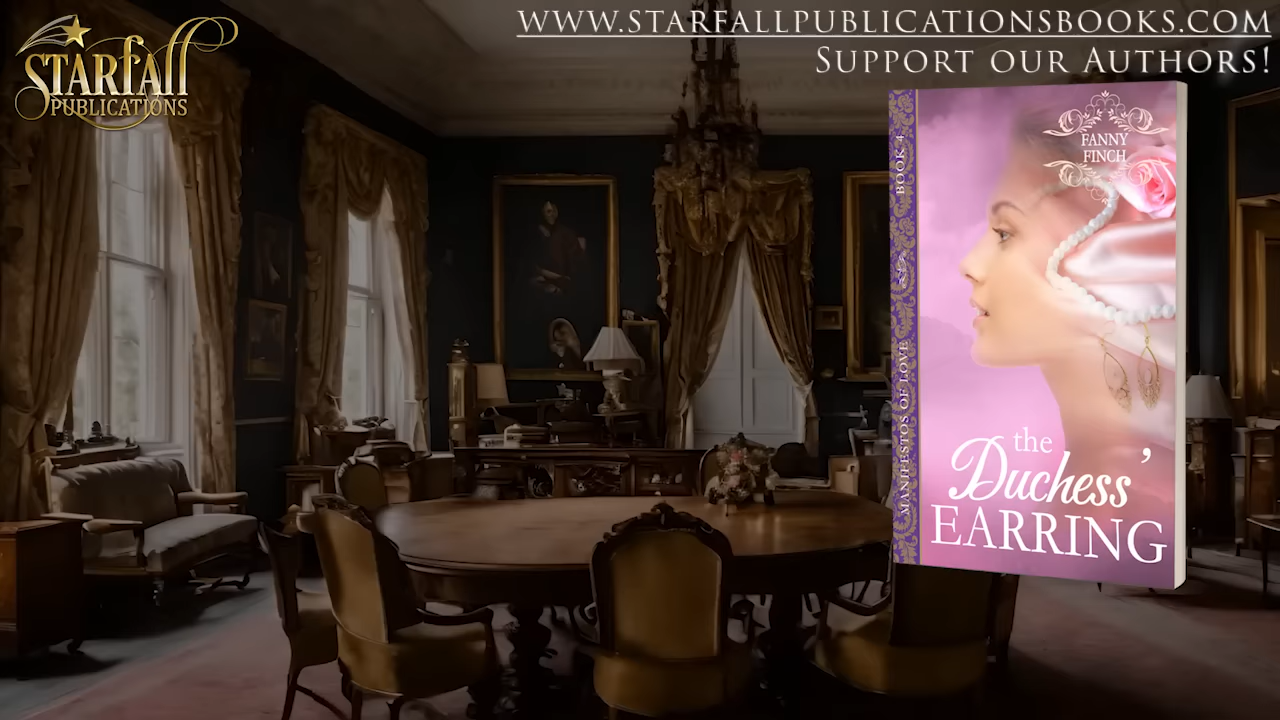 STARfall
PUBLICATIONS
WWW.STARFALLPUBLICATIONSBOOKS.COM
SUPPORT OUR AUTHORS!
BOOK 4
MANIFESTOS OF LOVE
FANNY
FINCH
the
Duchess'
EARRING